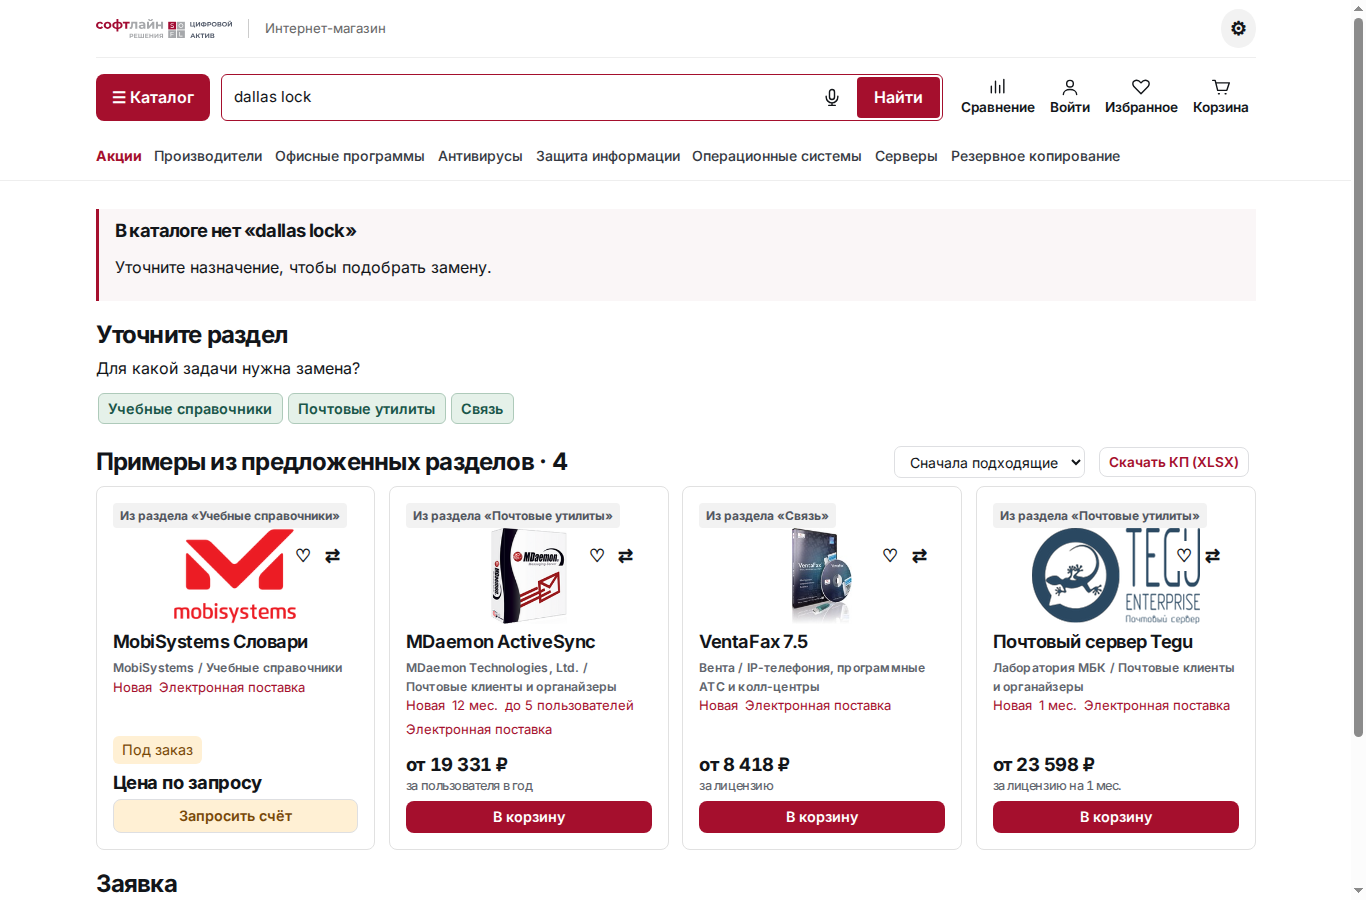 софтлайн
РЕШЕНИЯ
SOFL
ЦИФРОВОЙ
АКТИВ
Интернет-магазин
☰ Каталог
dallas lock
Найти
Сравнение
Войти
Избранное
Корзина
Акции Производители Офисные программы Антивирусы Защита информации Операционные системы Серверы Резервное копирование
В каталоге нет «dallas lock»
Уточните назначение, чтобы подобрать замену.
Уточните раздел
Для какой задачи нужна замена?
Учебные справочники
Почтовые утилиты
Связь
Примеры из предложенных разделов · 4
Сначала подходящие
Скачать КП (XLSX)
Из раздела «Учебные справочники»
mobisystems
MobiSystems Словари
MobiSystems / Учебные справочники
Новая Электронная поставка
Под заказ
Цена по запросу
Запросить счёт
Из раздела «Почтовые утилиты»
MDaemon
MDaemon ActiveSync
MDaemon Technologies, Ltd. /
Почтовые клиенты и органайзеры
Новая 12 мес. до 5 пользователей
Электронная поставка
от 19 331 ₽
за пользователя в год
В корзину
Из раздела «Связь»
VentaFax
VentaFax 7.5
Вента / IP-телефония, программные
АТС и колл-центры
Новая Электронная поставка
от 8 418 ₽
за лицензию
В корзину
Из раздела «Почтовые утилиты»
TEGU
ENTERPRISE
Почтовый сервер
Почтовый сервер Tegu
Лаборатория МБК / Почтовые клиенты
и органайзеры
Новая 1 мес. Электронная поставка
от 23 598 ₽
за лицензию на 1 мес.
В корзину
Заявка